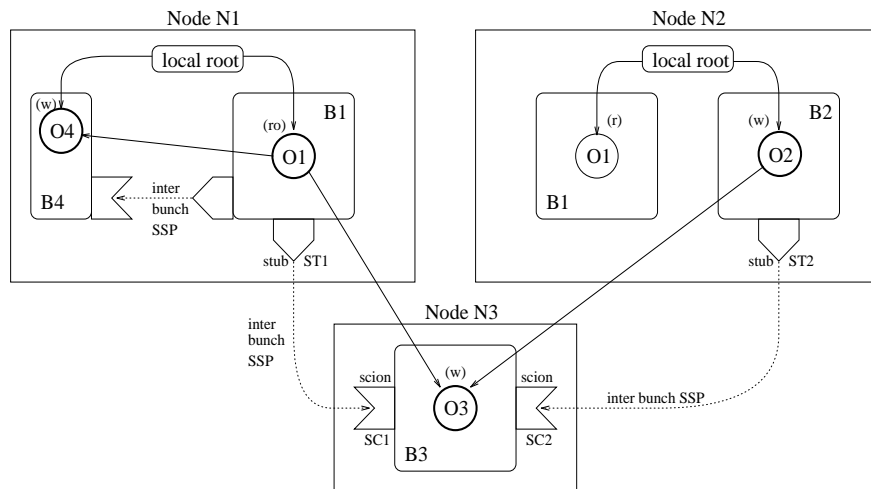 Node N1
local root
(w)
O4
B4
inter
bunch
SSP
(ro)
B1
O1
stub
ST1
Node N2
local root
(r)
O1
B1
(w)
B2
O2
stub
ST2
inter
bunch
SSP
Node N3
scion
(w)
scion
O3
SC1
B3
SC2
inter bunch SSP